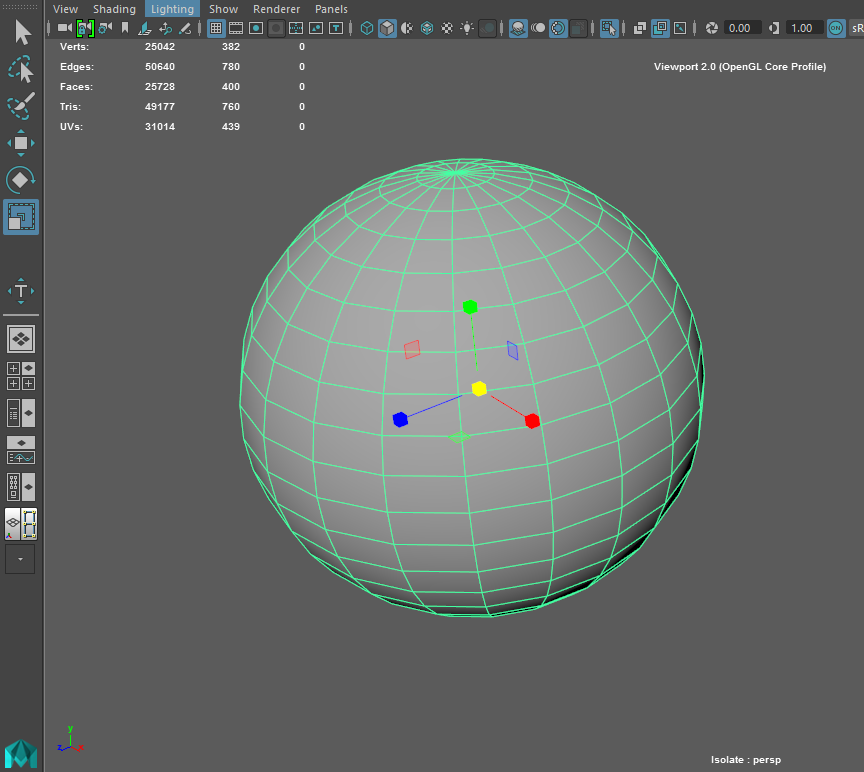 View Shading Lighting Show Renderer Panels
0.00 1.00 ON sR
Verts: 25042 382 0
Edges: 50640 780 0
Faces: 25728 400 0
Tris: 49177 760 0
UVs: 31014 439 0
Viewport 2.0 (OpenGL Core Profile)
T
y
z x
Isolate : persp